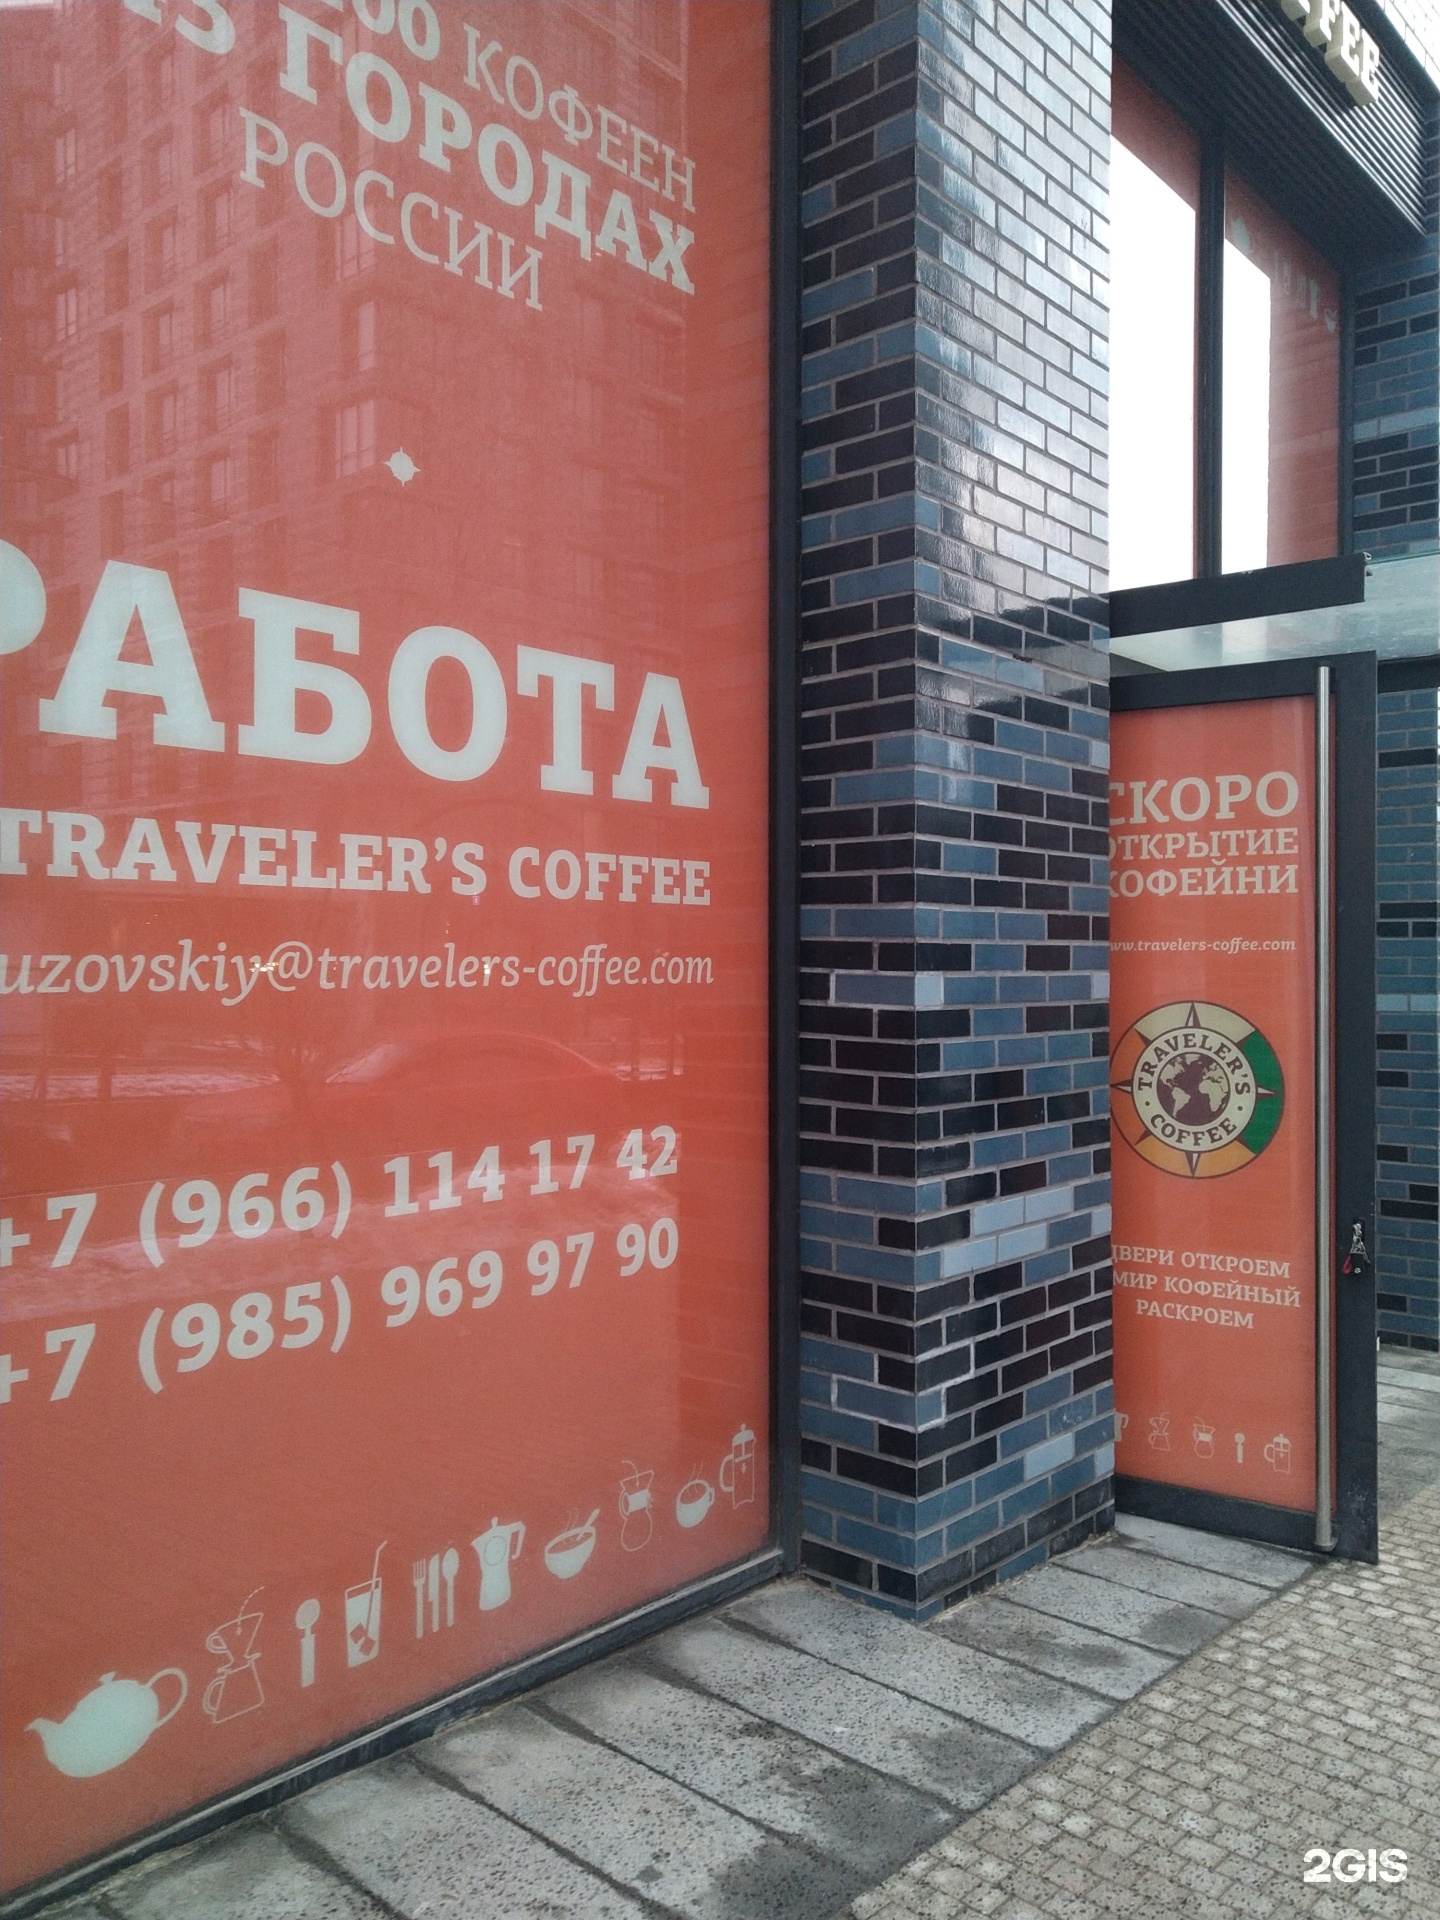 КОФЕЕН
ГОРОДАХ
РОССИИ
РАБОТА
TRAVELER'S COFFEE
uzovskiy@travelers-coffee.com
+7 (966) 114 17 42
+7 (985) 969 97 90
СКОРО
ОТКРЫТИЕ
КОФЕЙНИ
www.travelers-coffee.com
TRAVELER'S
COFFEE
ДВЕРИ ОТКРОЕМ
МИР КОФЕЙНЫЙ
РАСКРОЕМ
2GIS